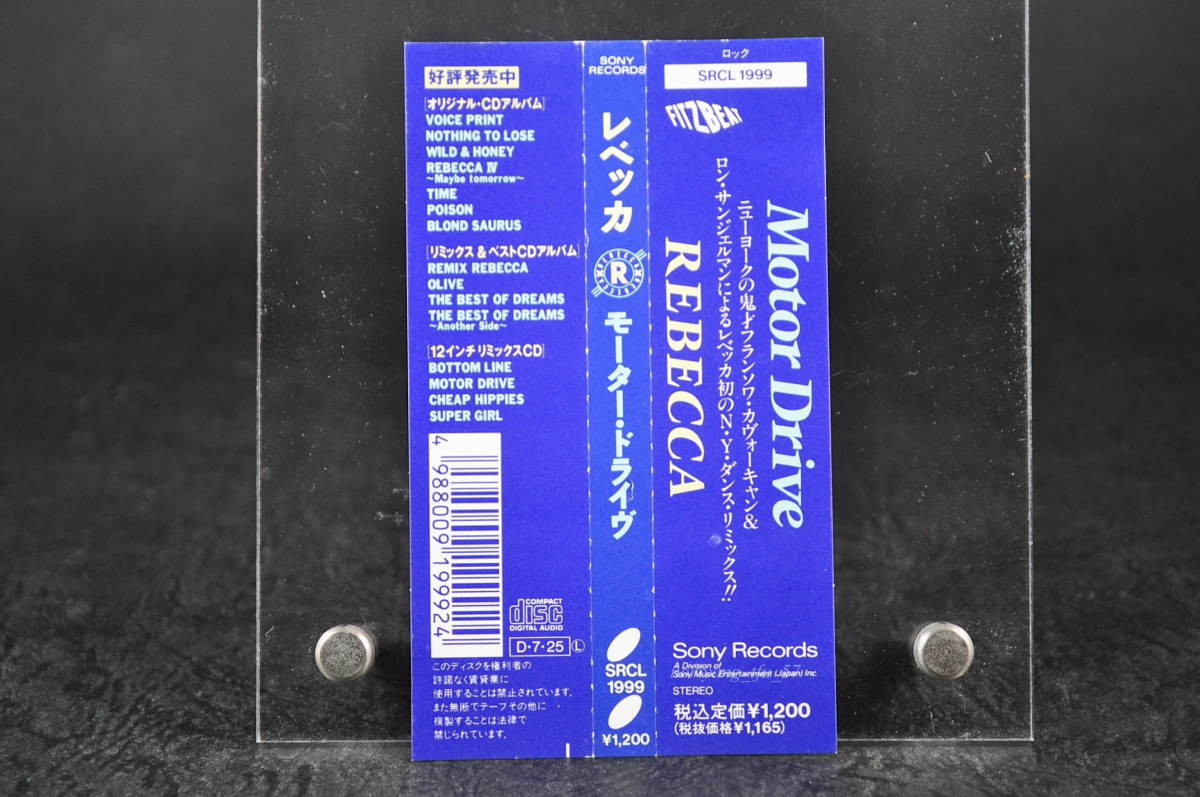 好評発売中
[オリジナル・CDアルバム]
VOICE PRINT
NOTHING TO LOSE
WILD & HONEY
REBECCA IV
～Maybe tomorrow～
TIME
POISON
BLOND SAURUS
[リミックス & ベストCDアルバム]
REMIX REBECCA
OLIVE
THE BEST OF DREAMS
THE BEST OF DREAMS
～Another Side～
[12インチリミックスCD]
BOTTOM LINE
MOTOR DRIVE
CHEAP HIPPIES
SUPER GIRL
4 988009 199924
COMPACT
disc
DIGITAL AUDIO
D・7・25 Ⓛ
このディスクを権利者の
許諾なく賃貸業に
使用することは禁止されています。
また無断でテープその他に
複製することは法律で
禁じられています。
SONY
RECORDS
レベッカ
R
モーター・ドライヴ
SRCL
1999
¥1,200
ロック
SRCL 1999
FITZBEAT
Motor Drive
ニューヨークの鬼才フランソワ・カヴォーキャン&
ロン・サンジェルマンによるレベッカ初のN・Y・ダンス・リミックス!!
REBECCA
Sony Records
A Division of
Sony Music Entertainment (Japan) Inc.
STEREO
税込定価¥1,200
(税抜価格¥1,165)